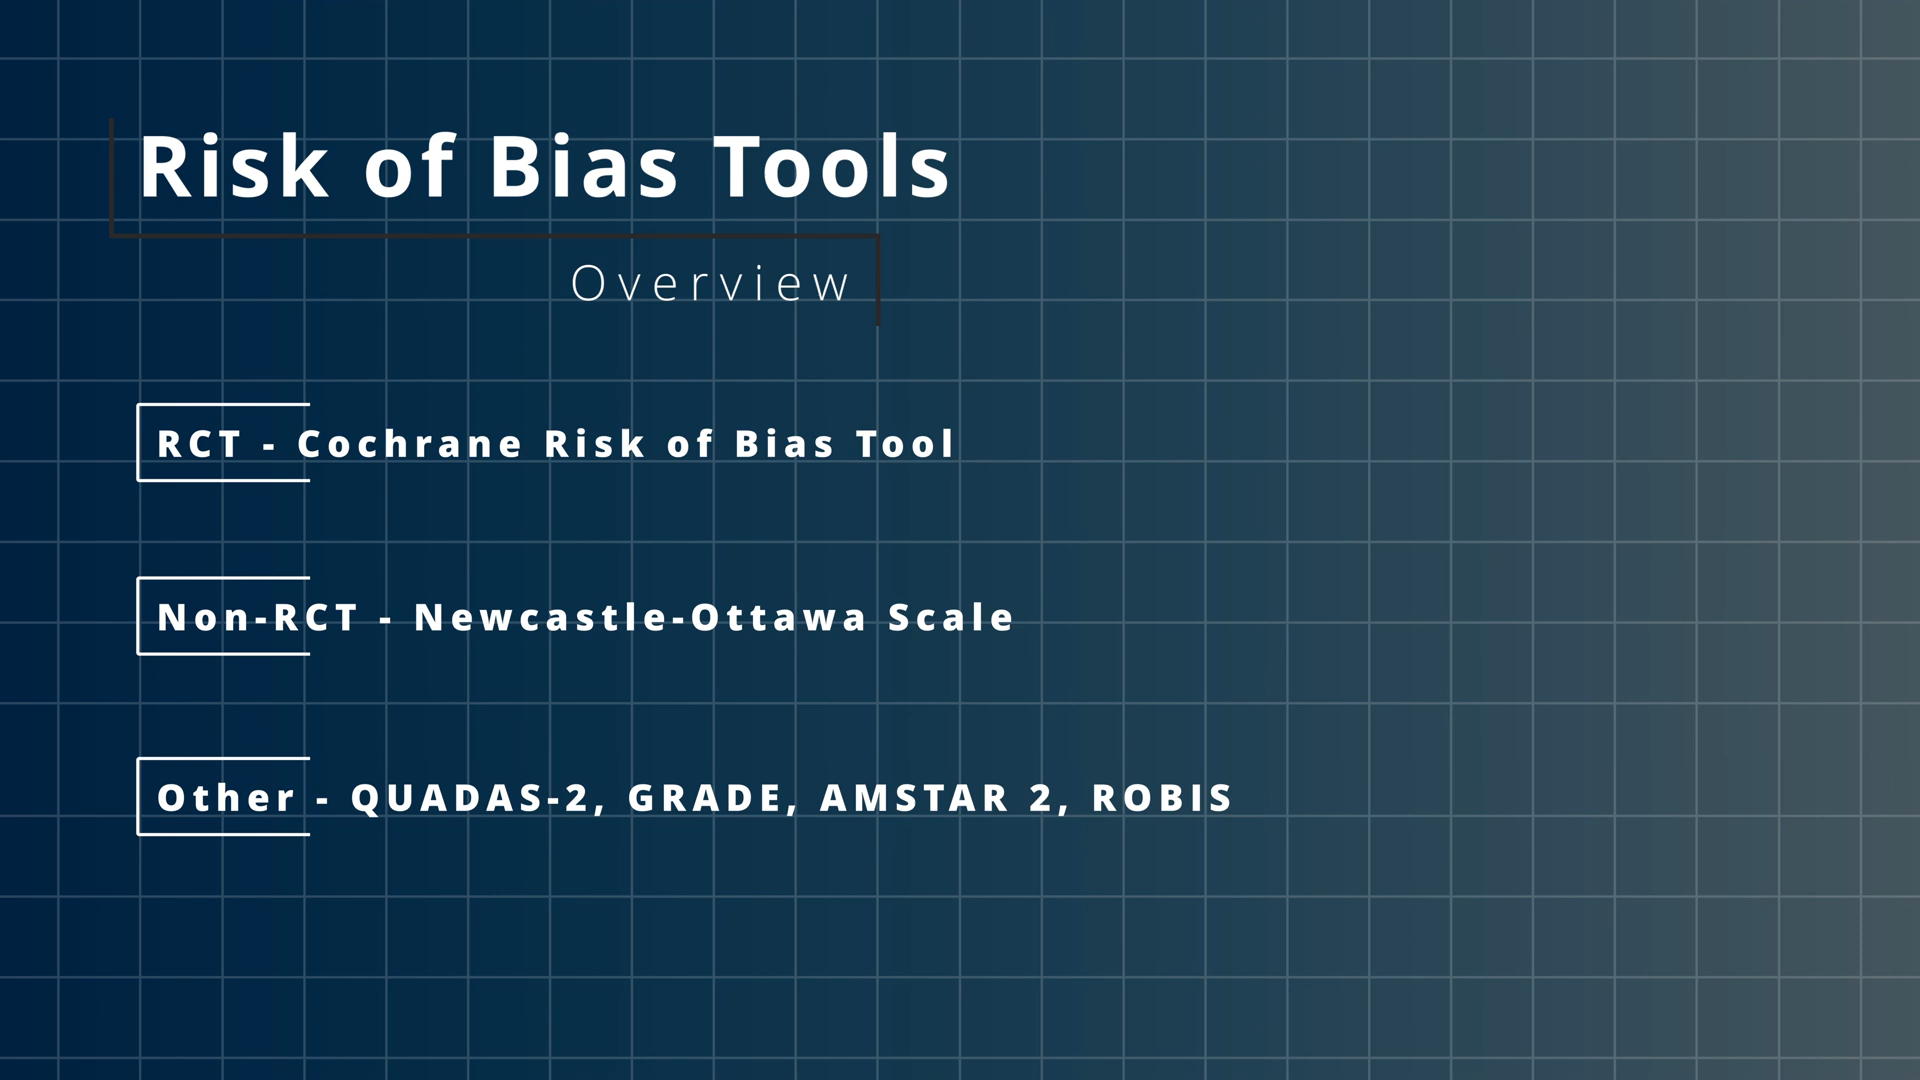 Risk of Bias Tools
Overview
RCT - Cochrane Risk of Bias Tool
Non-RCT - Newcastle-Ottawa Scale
Other - QUADAS-2, GRADE, AMSTAR 2, ROBIS